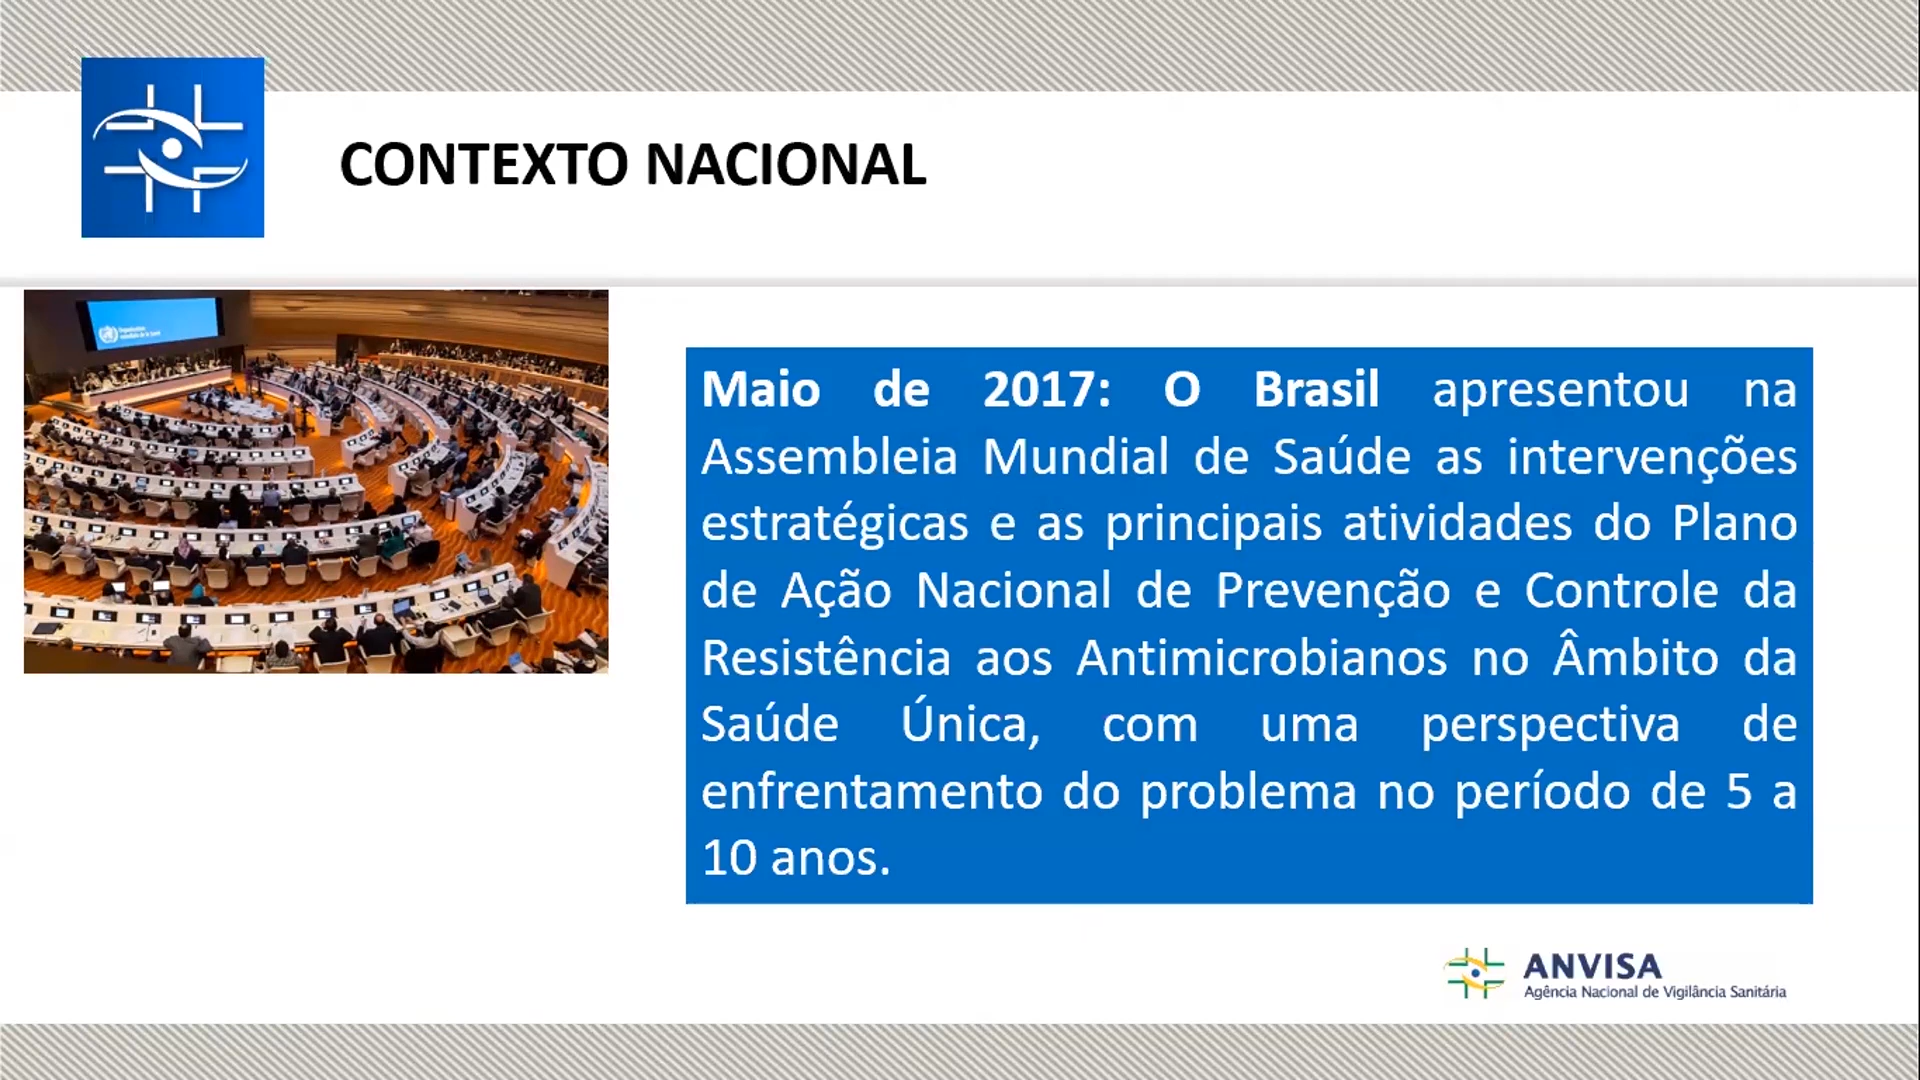 CONTEXTO NACIONAL
Maio de 2017: O Brasil apresentou na
Assembleia Mundial de Saúde as intervenções
estratégicas e as principais atividades do Plano
de Ação Nacional de Prevenção e Controle da
Resistência aos Antimicrobianos no Âmbito da
Saúde Única, com uma perspectiva de
enfrentamento do problema no período de 5 a
10 anos.
ANVISA
Agência Nacional de Vigilância Sanitária